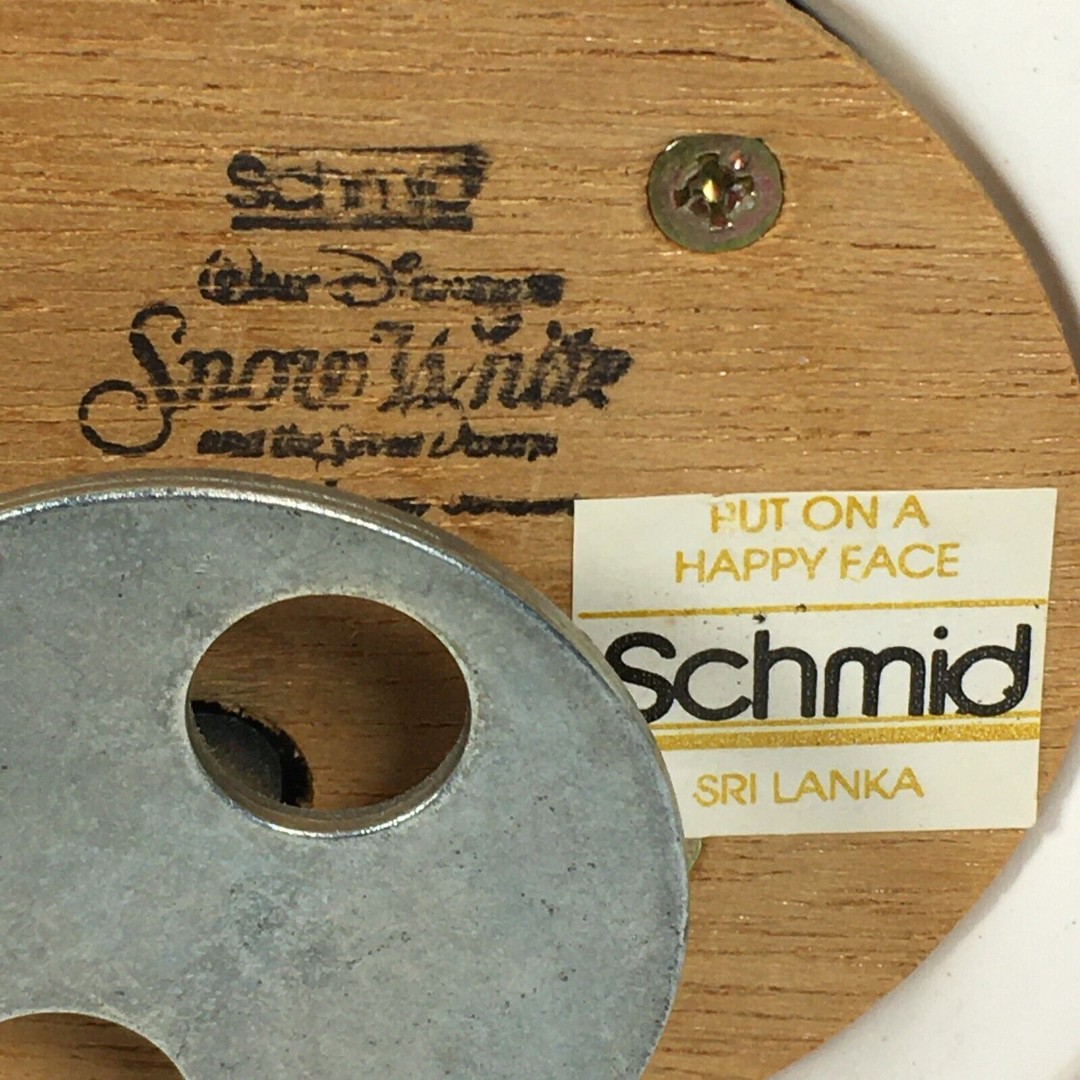 Schmid
Walt Disney's
Snow White
and the Seven Dwarfs
PUT ON A
HAPPY FACE
Schmid
SRI LANKA